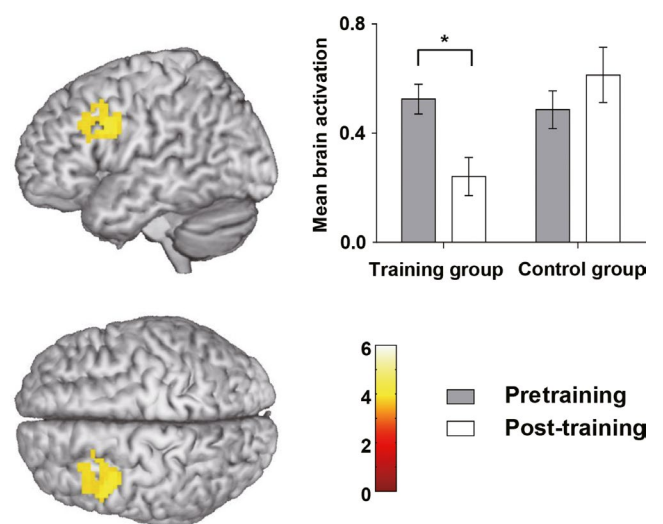 Mean brain activation
0.8
0.4
0.0
*
Training group
Control group
6
4
2
0
Pretraining
Post-training